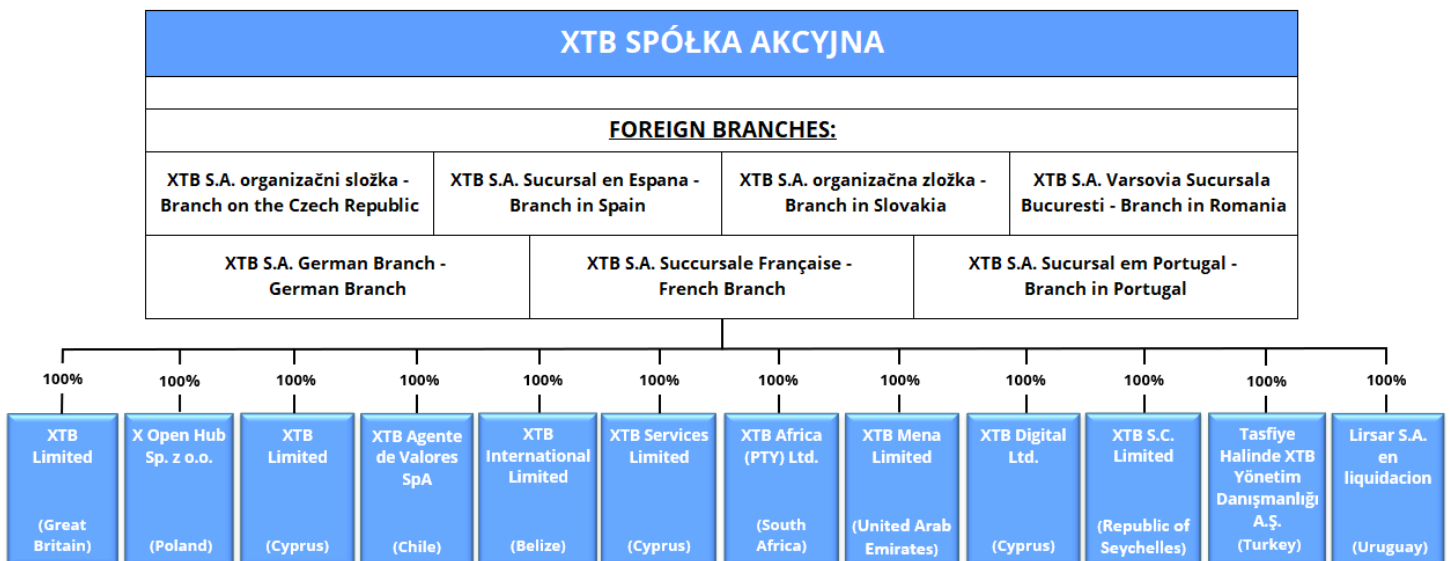 XTB SPÓŁKA AKCYJNA
FOREIGN BRANCHES:
XTB S.A. organizačni složka -
Branch on the Czech Republic
XTB S.A. Sucursal en Espana -
Branch in Spain
XTB S.A. organizačna zložka -
Branch in Slovakia
XTB S.A. Varsovia Sucursala
Bucuresti - Branch in Romania
XTB S.A. German Branch -
German Branch
XTB S.A. Succursale Française -
French Branch
XTB S.A. Sucursal em Portugal -
Branch in Portugal
100%
100%
100%
100%
100%
100%
100%
100%
100%
100%
100%
100%
XTB
Limited
(Great
Britain)
X Open Hub
Sp. z o.o.
(Poland)
XTB
Limited
(Cyprus)
XTB Agente
de Valores
SpA
(Chile)
XTB
International
Limited
(Belize)
XTB Services
Limited
(Cyprus)
XTB Africa
(PTY) Ltd.
(South
Africa)
XTB Mena
Limited
(United Arab
Emirates)
XTB Digital
Ltd.
(Cyprus)
XTB S.C.
Limited
(Republic of
Seychelles)
Tasfiye
Halinde XTB
Yönetim
Danışmanlığı
A.Ş.
(Turkey)
Lirsar S.A.
en
liquidacion
(Uruguay)